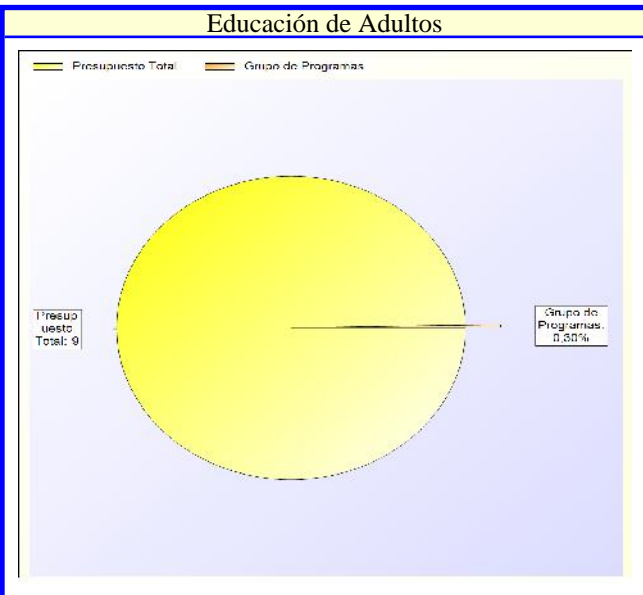 Educación de Adultos
Presupuesto Total
Grupo de Programas
Presup
uesto
Total: 9
Grupo de
Programas.
0,30%